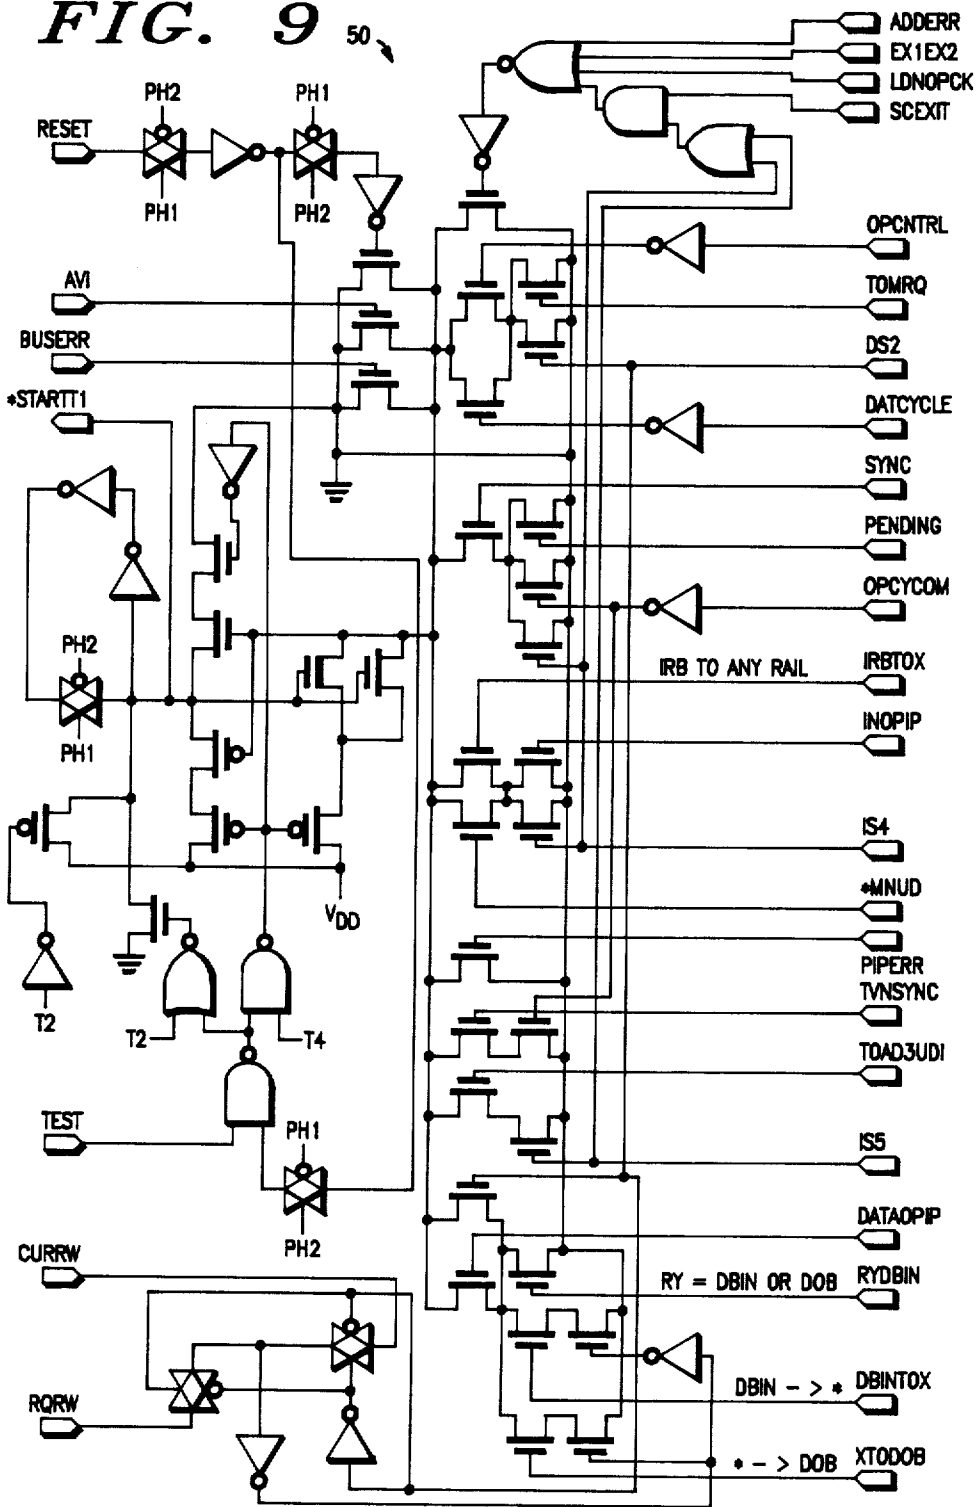 FIG. 9
50
ADDERR
EX1EX2
LDNOPCK
SCEXIT
PH2
PH1
RESET
PH1
PH2
OPCNTRL
AVI
TOMRQ
BUSERR
DS2
*STARTT1
DATCYCLE
SYNC
PENDING
OPCYCOM
PH2
IRB TO ANY RAIL
IRBTOX
PH1
INOPIP
IS4
*MNUD
VDD
PIPERR
T2
T2
T4
TVNSYNC
TOAD3UDI
TEST
PH1
IS5
PH2
DATAOPIP
CURRW
RY = DBIN OR DOB
RYDBIN
RQRW
DBIN - > *
DBINTOX
* - > DOB
XTODOB